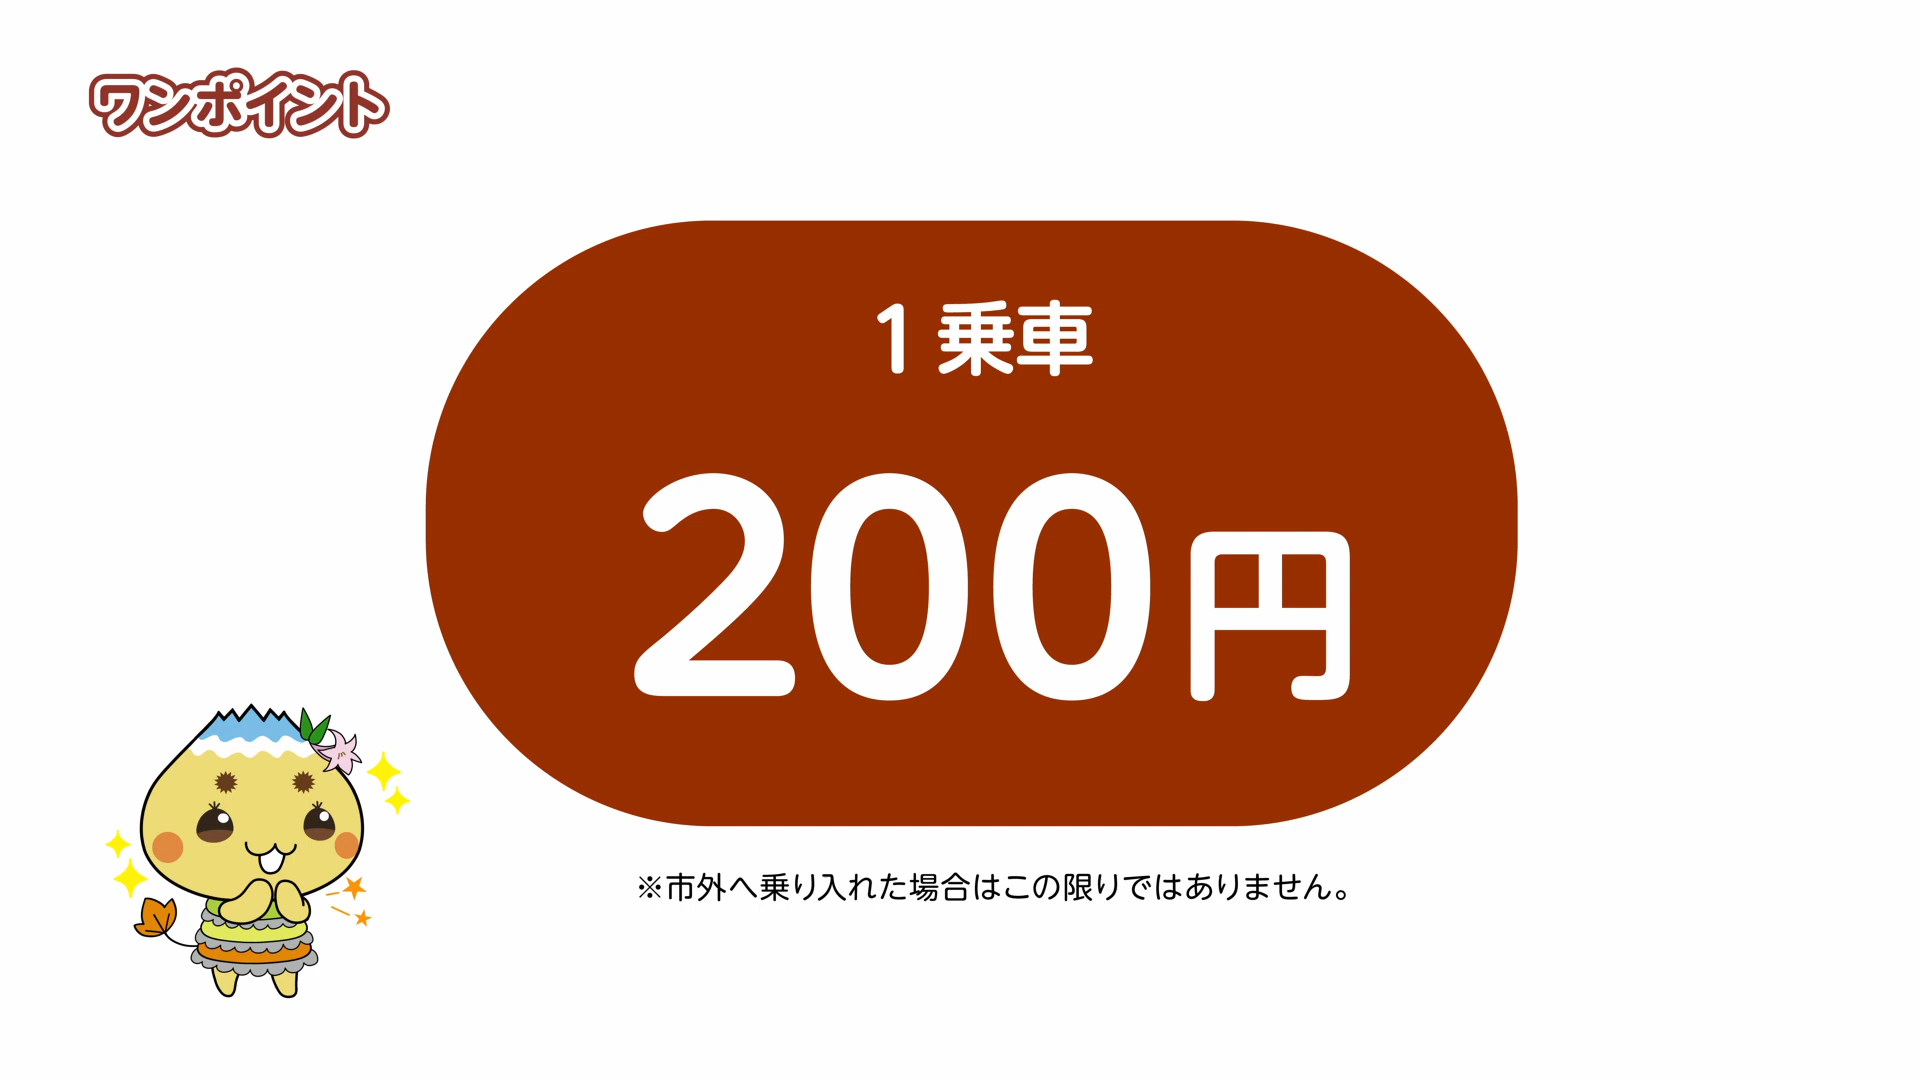 ワンポイント
1乗車
200円
※市外へ乗り入れた場合はこの限りではありません。